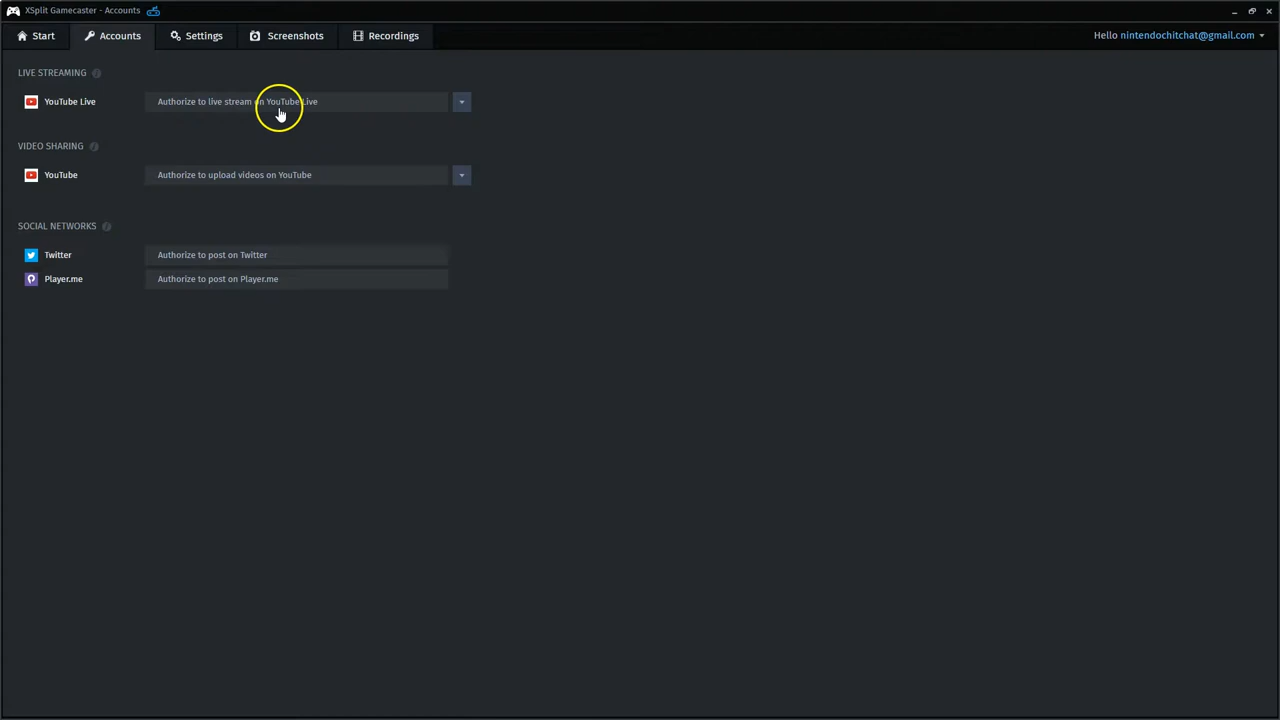 XSplit Gamecaster - Accounts
Start
Accounts
Settings
Screenshots
Recordings
Hello nintendochitchat@gmail.com
LIVE STREAMING
YouTube Live
Authorize to live stream on YouTube Live
VIDEO SHARING
YouTube
Authorize to upload videos on YouTube
SOCIAL NETWORKS
Twitter
Authorize to post on Twitter
Player.me
Authorize to post on Player.me